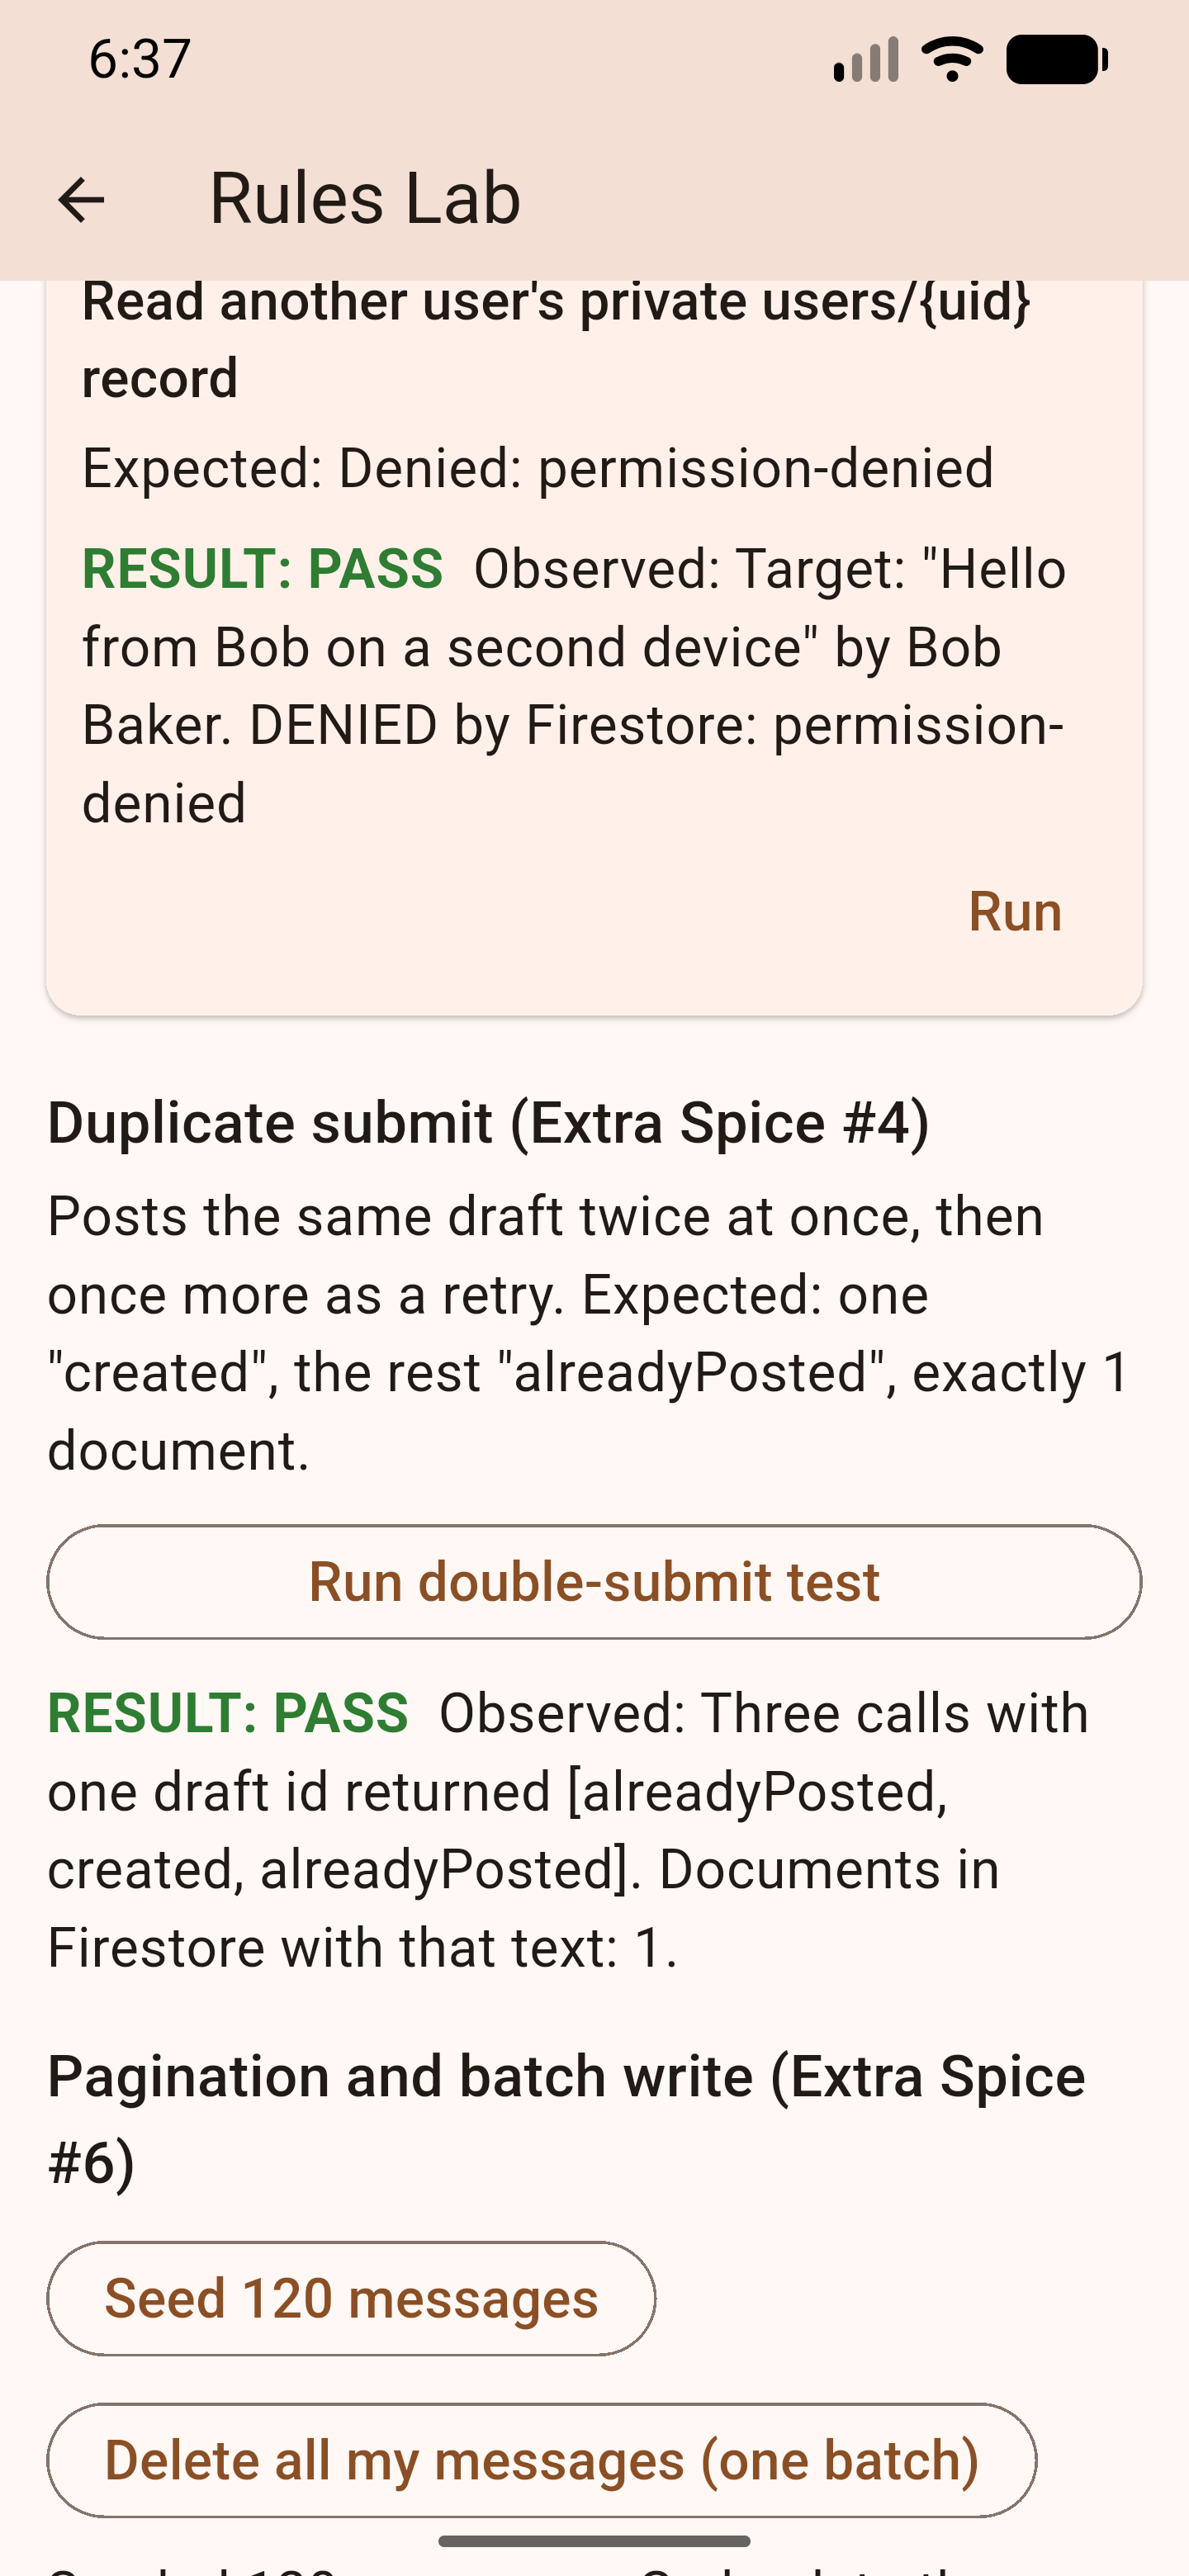 6:37
Rules Lab
Read another user's private users/{uid}
record
Expected: Denied: permission-denied
RESULT: PASS Observed: Target: "Hello
from Bob on a second device" by Bob
Baker. DENIED by Firestore: permission-
denied
Run
Duplicate submit (Extra Spice #4)
Posts the same draft twice at once, then
once more as a retry. Expected: one
"created", the rest "alreadyPosted", exactly 1
document.
Run double-submit test
RESULT: PASS Observed: Three calls with
one draft id returned [alreadyPosted,
created, alreadyPosted]. Documents in
Firestore with that text: 1.
Pagination and batch write (Extra Spice
#6)
Seed 120 messages
Delete all my messages (one batch)